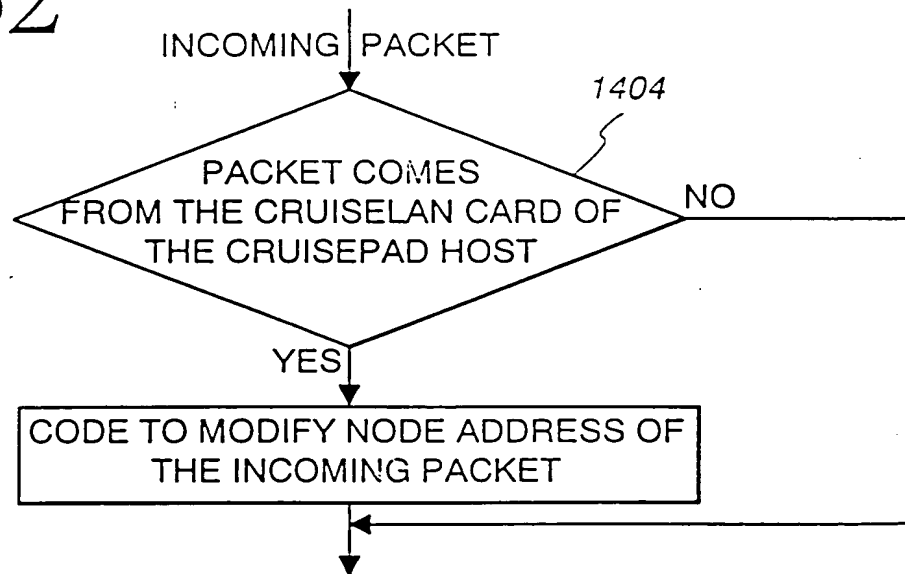 INCOMING PACKET
1404
PACKET COMES
FROM THE CRUISELAN CARD OF
THE CRUISEPAD HOST
NO
YES
CODE TO MODIFY NODE ADDRESS OF
THE INCOMING PACKET